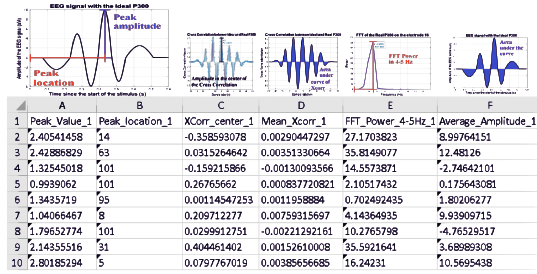 EEG signal with the ideal P300
Peak
amplitude
Peak
location
Time since the start of the stimulus (s)
Amplitude in the center of
the Cross Correlation
Area
under
curve of
Xcorr
FFT Power
in 4-5 Hz
Area
under the
curve
A B C D E F
1 Peak_Value_1 Peak_location_1 XCorr_center_1 Mean_Xcorr_1 FFT_Power_4-5Hz_1 Average_Amplitude_1
2 2.40541458 14 -0.358593078 0.00290447297 27.1703823 8.99764151
3 2.42886829 63 0.0315264642 0.00351330664 35.8149077 12.48126
4 1.32545018 101 -0.159215866 -0.00130093566 14.5573871 -2.74642101
5 0.9939062 101 0.26765662 0.000837720821 2.10517432 0.175643081
6 1.3435719 95 0.00114547253 0.0011958884 0.702492435 1.80206277
7 1.04066467 8 0.209712277 0.00759315697 4.14364935 9.93909715
8 1.79652774 101 0.0299912751 -0.00221292161 10.2765798 -4.76529517
9 2.14355516 31 0.404461402 0.00152610008 35.5921641 3.68989308
10 2.80185294 5 0.0797767019 0.00385656685 16.24231 10.5695438